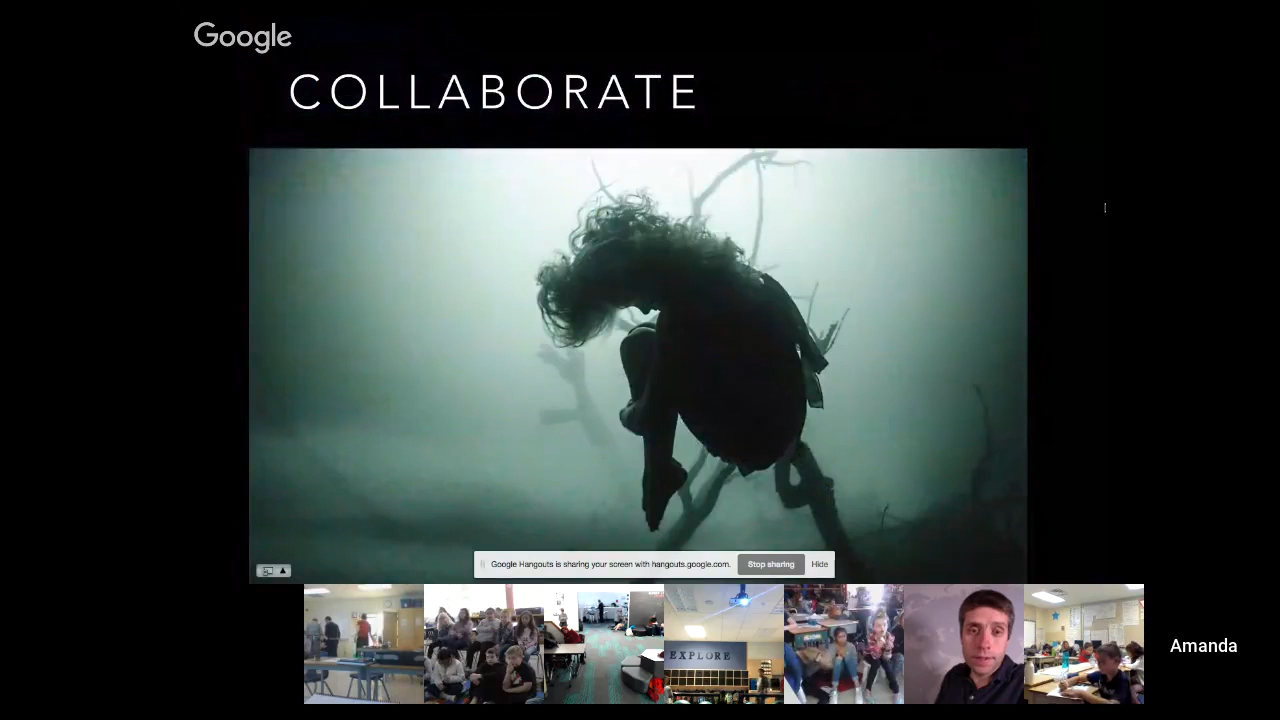 Google
COLLABORATE
Google Hangouts is sharing your screen with hangouts.google.com. Stop sharing Hide
EXPLORE
Amanda